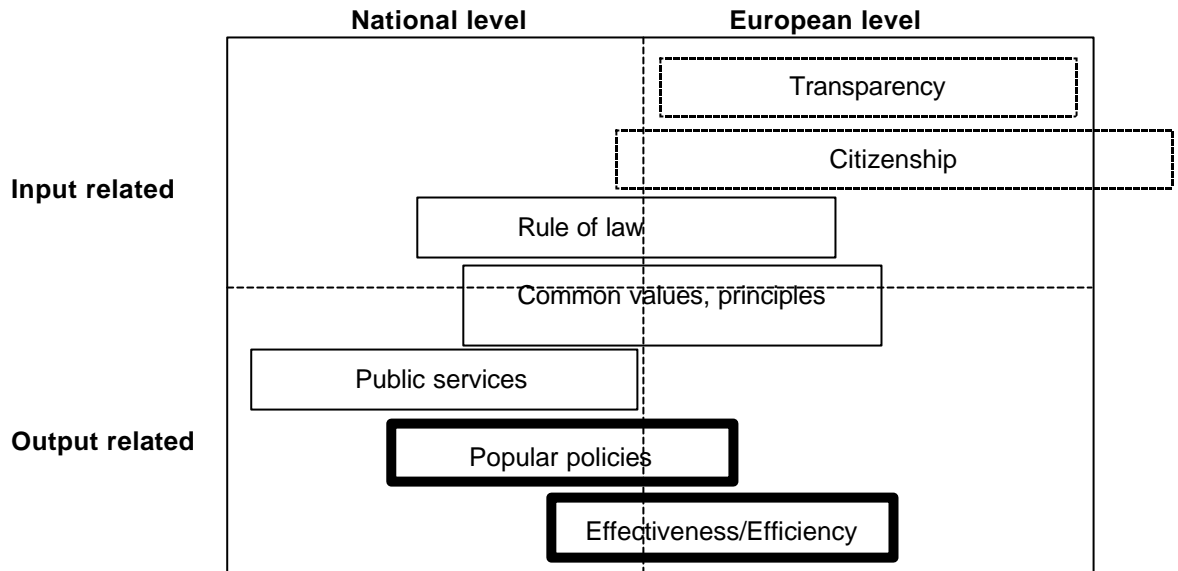 National level European level
Transparency
Citizenship
Input related
Rule of law
Common values, principles
Public services
Output related
Popular policies
Effectiveness/Efficiency